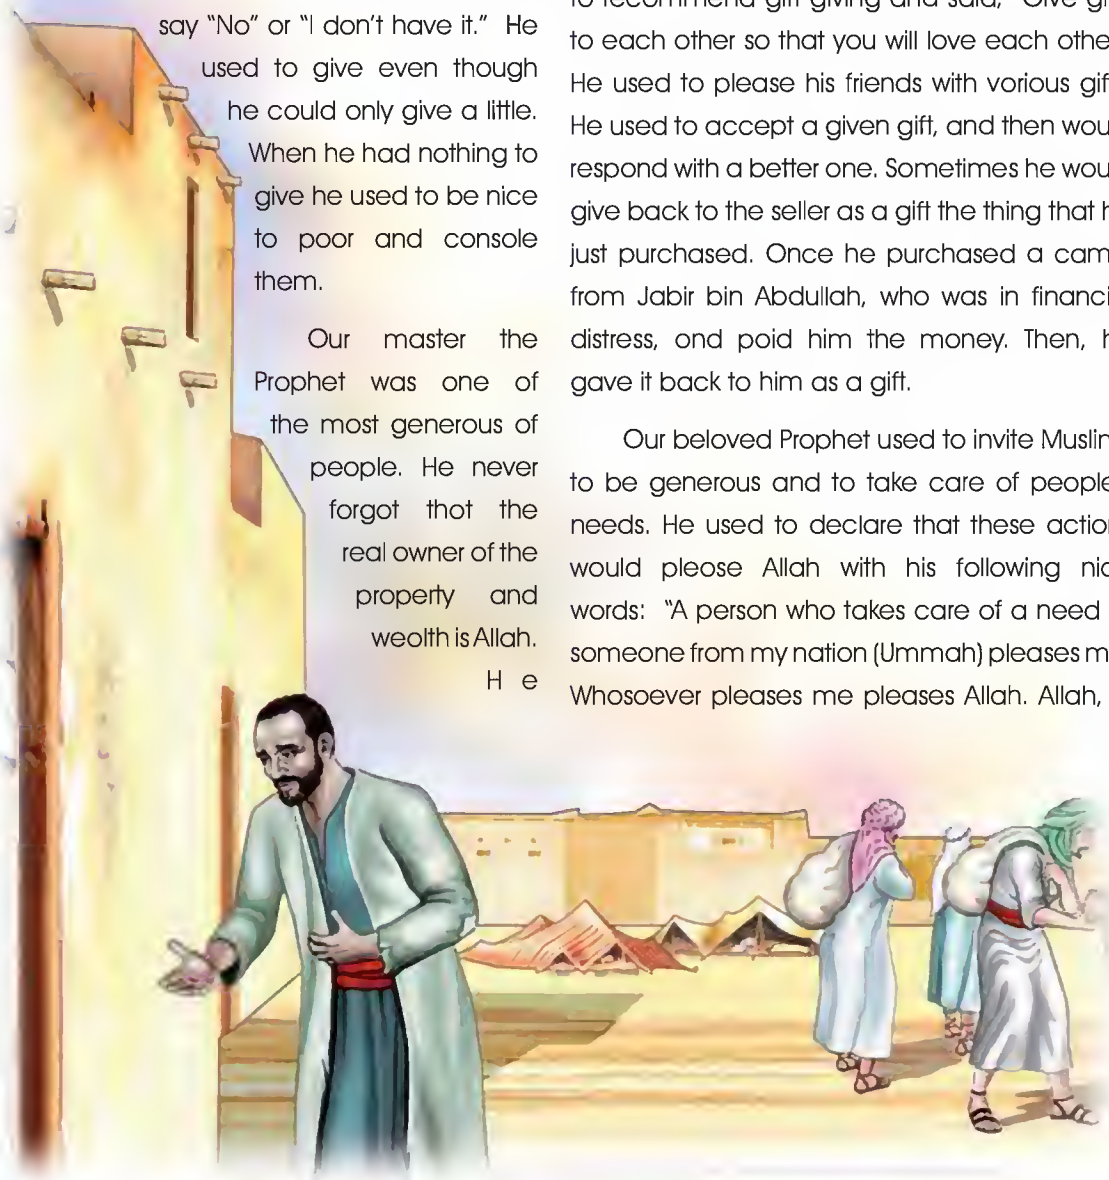 say “No” or “I don’t have it.” He
used to give even though
he could only give a little.
When he had nothing to
give he used to be nice
to poor and console
them.
Our master the
Prophet was one of
the most generous of
people. He never
forgot thot the
real owner of the
property and
weolth is Allah.
H e
to recommend gift giving and said, “Give gi
to each other so that you will love each othe
He used to please his friends with vorious gif
He used to accept a given gift, and then wou
respond with a better one. Sometimes he wou
give back to the seller as a gift the thing that h
just purchased. Once he purchased a cam
from Jabir bin Abdullah, who was in financi
distress, ond poid him the money. Then, h
gave it back to him as a gift.
Our beloved Prophet used to invite Muslin
to be generous and to take care of people
needs. He used to declare that these action
would pleose Allah with his following nic
words: “A person who takes care of a need
someone from my nation (Ummah) pleases m
Whosoever pleases me pleases Allah. Allah,